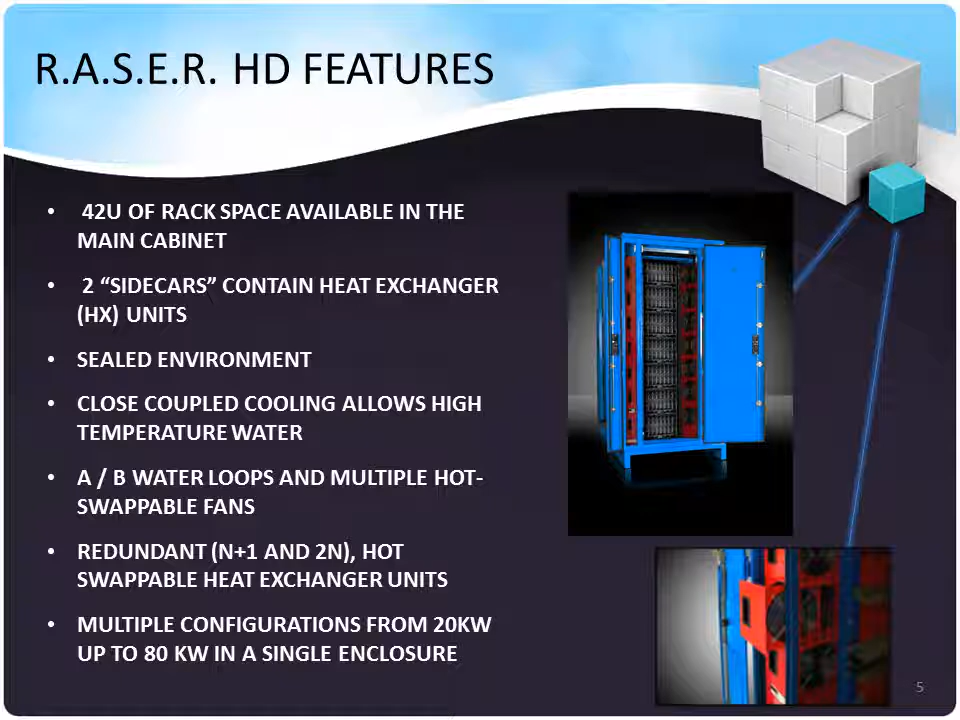 R.A.S.E.R. HD FEATURES
• 42U OF RACK SPACE AVAILABLE IN THE
MAIN CABINET
• 2 “SIDECARS” CONTAIN HEAT EXCHANGER
(HX) UNITS
• SEALED ENVIRONMENT
• CLOSE COUPLED COOLING ALLOWS HIGH
TEMPERATURE WATER
• A / B WATER LOOPS AND MULTIPLE HOT-
SWAPPABLE FANS
• REDUNDANT (N+1 AND 2N), HOT
SWAPPABLE HEAT EXCHANGER UNITS
• MULTIPLE CONFIGURATIONS FROM 20KW
UP TO 80 KW IN A SINGLE ENCLOSURE
5